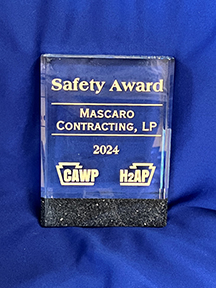 Safety Award
MASCARO
CONTRACTING, LP
2024
CAWP H2AP